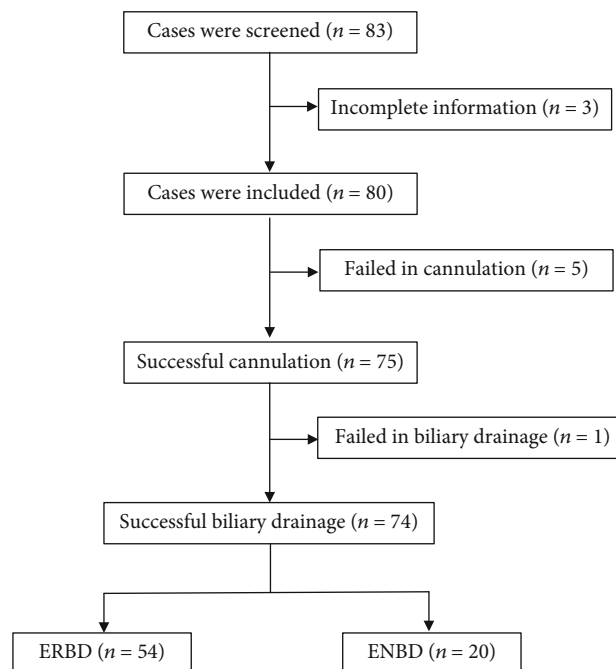 Cases were screened (n = 83)
Incomplete information (n = 3)
Cases were included (n = 80)
Failed in cannulation (n = 5)
Successful cannulation (n = 75)
Failed in biliary drainage (n = 1)
Successful biliary drainage (n = 74)
ERBD (n = 54)
ENBD (n = 20)